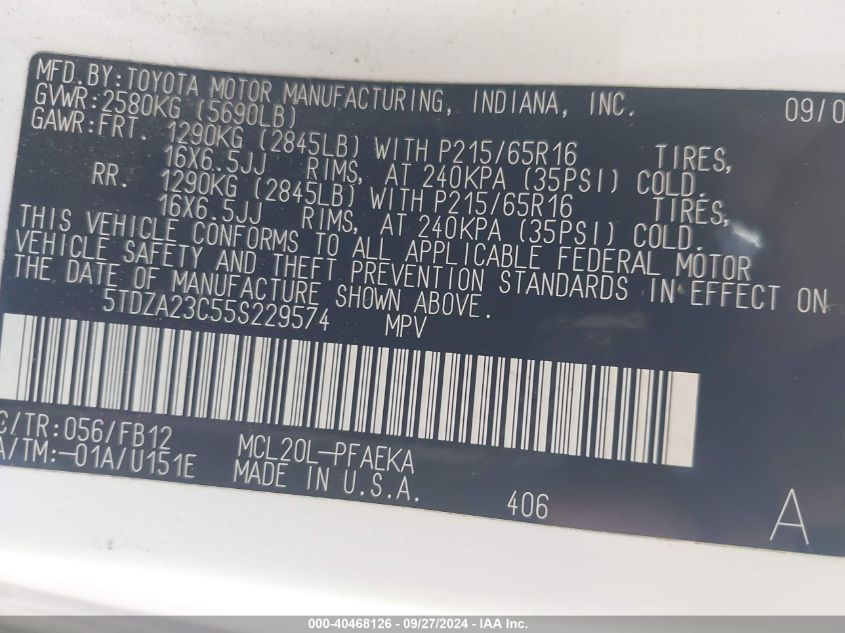 MFD.BY:TOYOTA MOTOR MANUFACTURING, INDIANA, INC. 09/0
GVWR:2580KG (5690LB)
GAWR:FRT. 1290KG (2845LB) WITH P215/65R16 TIRES,
16X6.5JJ RIMS, AT 240KPA (35PSI) COLD.
RR. 1290KG (2845LB) WITH P215/65R16 TIRES,
16X6.5JJ RIMS, AT 240KPA (35PSI) COLD.
THIS VEHICLE CONFORMS TO ALL APPLICABLE FEDERAL MOTOR
VEHICLE SAFETY AND THEFT PREVENTION STANDARDS IN EFFECT ON
THE DATE OF MANUFACTURE SHOWN ABOVE.
5TDZA23C55S229574 MPV
C/TR:056/FB12 MCL20L-PFAEKA
A/TM:-01A/U151E MADE IN U.S.A. 406 A
000-40468126 - 09/27/2024 - IAA Inc.